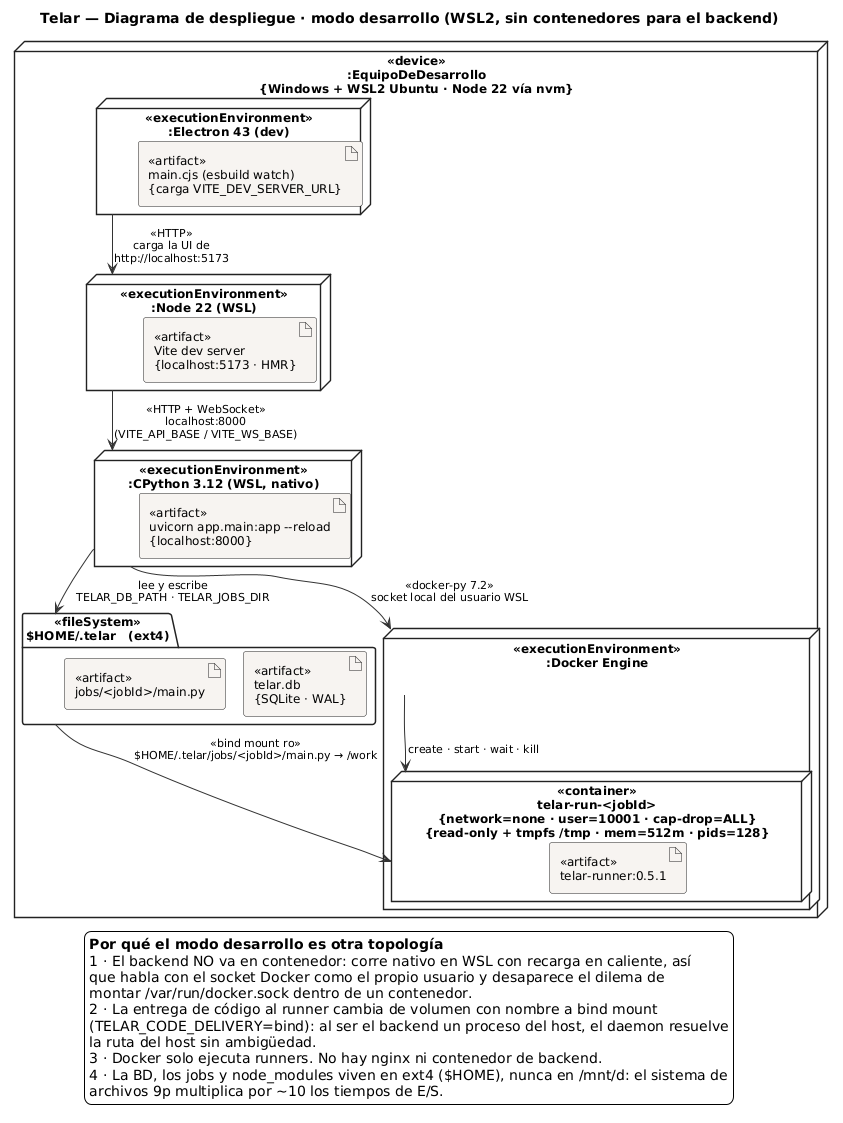 Telar — Diagrama de despliegue · modo desarrollo (WSL2, sin contenedores para el backend)
«device»
:EquipoDeDesarrollo
{Windows + WSL2 Ubuntu · Node 22 vía nvm}
«executionEnvironment»
:Electron 43 (dev)
«artifact»
main.cjs (esbuild watch)
{carga VITE_DEV_SERVER_URL}
«HTTP»
carga la UI de
http://localhost:5173
«executionEnvironment»
:Node 22 (WSL)
«artifact»
Vite dev server
{localhost:5173 · HMR}
«HTTP + WebSocket»
localhost:8000
(VITE_API_BASE / VITE_WS_BASE)
«executionEnvironment»
:CPython 3.12 (WSL, nativo)
«artifact»
uvicorn app.main:app --reload
{localhost:8000}
lee y escribe
TELAR_DB_PATH · TELAR_JOBS_DIR
«docker-py 7.2»
socket local del usuario WSL
«fileSystem»
$HOME/.telar (ext4)
«artifact»
jobs/<jobId>/main.py
«artifact»
telar.db
{SQLite · WAL}
«executionEnvironment»
:Docker Engine
«bind mount ro»
$HOME/.telar/jobs/<jobId>/main.py → /work
create · start · wait · kill
«container»
telar-run-<jobId>
{network=none · user=10001 · cap-drop=ALL}
{read-only + tmpfs /tmp · mem=512m · pids=128}
«artifact»
telar-runner:0.5.1
Por qué el modo desarrollo es otra topología
1 · El backend NO va en contenedor: corre nativo en WSL con recarga en caliente, así
que habla con el socket Docker como el propio usuario y desaparece el dilema de
montar /var/run/docker.sock dentro de un contenedor.
2 · La entrega de código al runner cambia de volumen con nombre a bind mount
(TELAR_CODE_DELIVERY=bind): al ser el backend un proceso del host, el daemon resuelve
la ruta del host sin ambigüedad.
3 · Docker solo ejecuta runners. No hay nginx ni contenedor de backend.
4 · La BD, los jobs y node_modules viven en ext4 ($HOME), nunca en /mnt/d: el sistema de
archivos 9p multiplica por ~10 los tiempos de E/S.